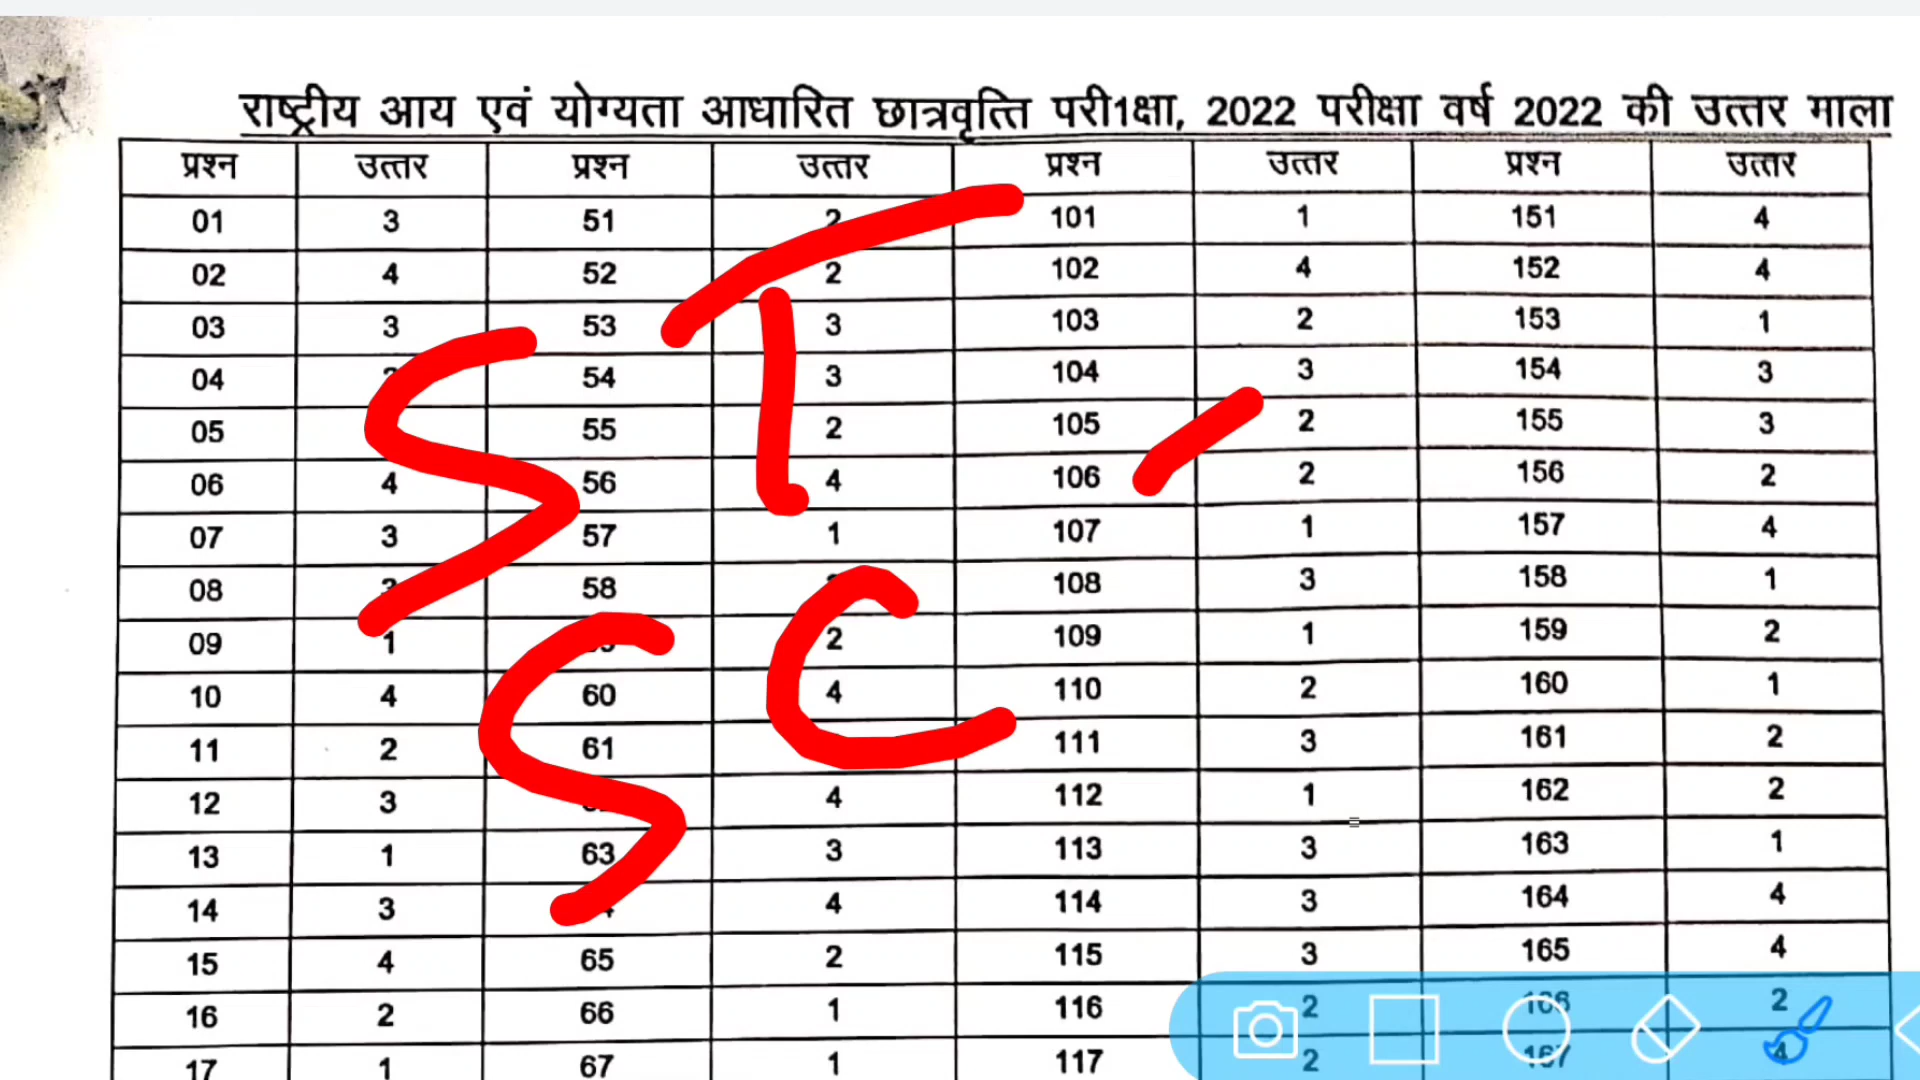 राष्ट्रीय आय एवं योग्यता आधारित छात्रवृत्ति परी1क्षा, 2022 परीक्षा वर्ष 2022 की उत्तर माला
प्रश्न उत्तर प्रश्न उत्तर प्रश्न उत्तर प्रश्न उत्तर
01 3 51 2 101 1 151 4
02 4 52 2 102 4 152 4
03 3 53 3 103 2 153 1
04 54 3 104 3 154 3
05 55 2 105 2 155 3
06 4 56 4 106 2 156 2
07 3 57 1 107 1 157 4
08 58 108 3 158 1
09 1 2 109 1 159 2
10 4 60 4 110 2 160 1
11 2 61 111 3 161 2
12 3 4 112 1 162 2
13 1 63 3 113 3 163 1
14 3 4 114 3 164 4
15 4 65 2 115 3 165 4
16 2 66 1 116 2 166 2
17 1 67 1 117 2 167 4
S T
S C